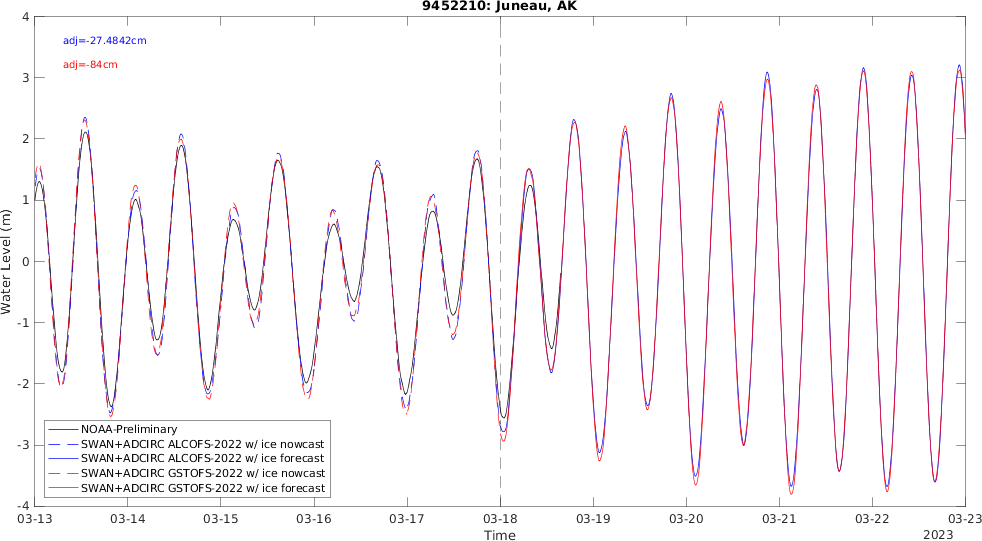 9452210: Juneau, AK
adj=-27.4842cm
adj=-84cm
Water Level (m)
4
3
2
1
0
-1
-2
-3
-4
NOAA-Preliminary
SWAN+ADCIRC ALCOFS-2022 w/ ice nowcast
SWAN+ADCIRC ALCOFS-2022 w/ ice forecast
SWAN+ADCIRC GSTOFS-2022 w/ ice nowcast
SWAN+ADCIRC GSTOFS-2022 w/ ice forecast
03-13 03-14 03-15 03-16 03-17 03-18 03-19 03-20 03-21 03-22 03-23
Time
2023